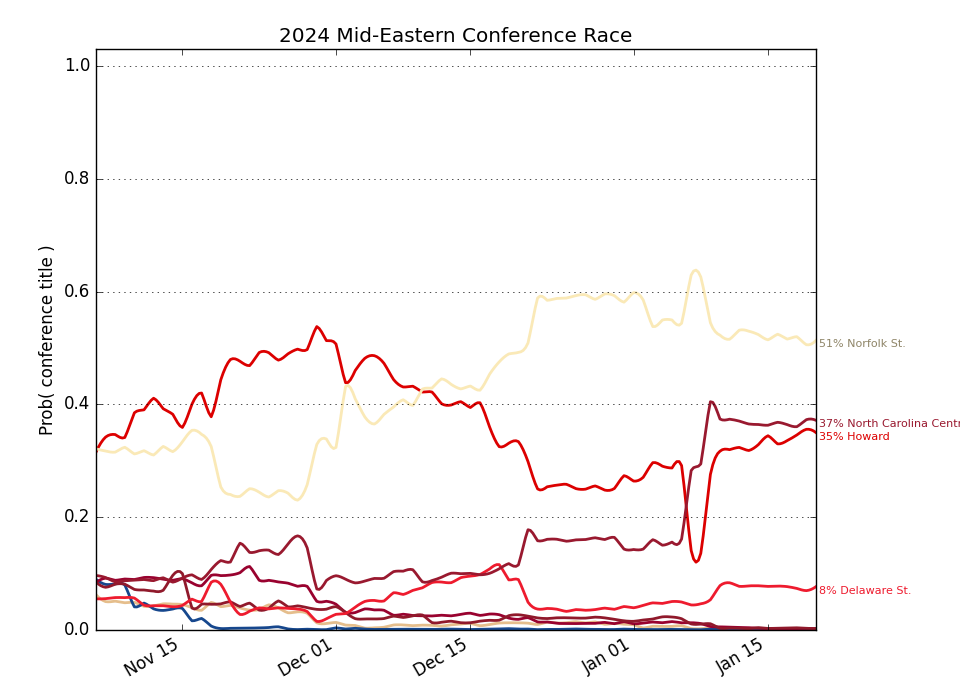 2024 Mid-Eastern Conference Race
Prob( conference title )
1.0
0.8
0.6
0.4
0.2
0.0
51% Norfolk St.
37% North Carolina Centr
35% Howard
8% Delaware St.
Nov 15
Dec 01
Dec 15
Jan 01
Jan 15